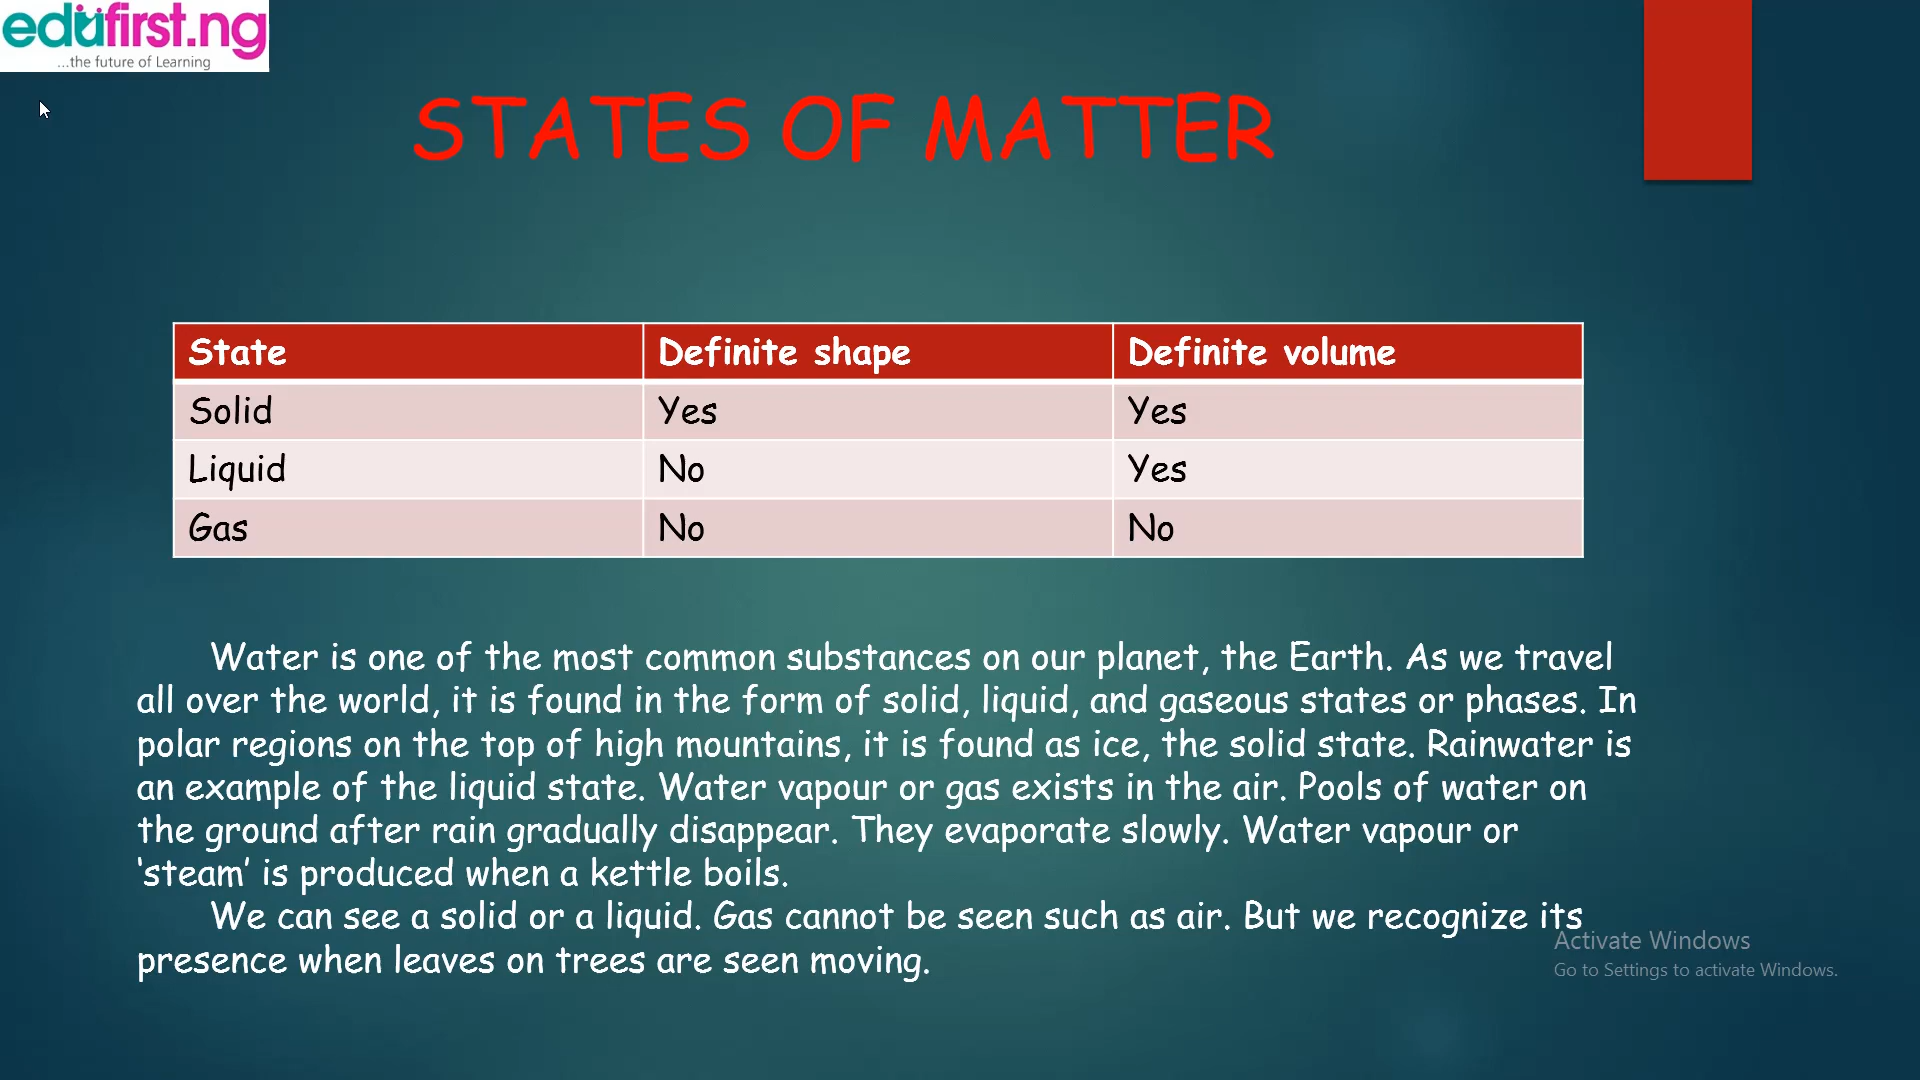 edufirst.ng
...the future of Learning
STATES OF MATTER
State Definite shape Definite volume
Solid Yes Yes
Liquid No Yes
Gas No No
Water is one of the most common substances on our planet, the Earth. As we travel
all over the world, it is found in the form of solid, liquid, and gaseous states or phases. In
polar regions on the top of high mountains, it is found as ice, the solid state. Rainwater is
an example of the liquid state. Water vapour or gas exists in the air. Pools of water on
the ground after rain gradually disappear. They evaporate slowly. Water vapour or
‘steam’ is produced when a kettle boils.
We can see a solid or a liquid. Gas cannot be seen such as air. But we recognize its
presence when leaves on trees are seen moving.
Activate Windows
Go to Settings to activate Windows.